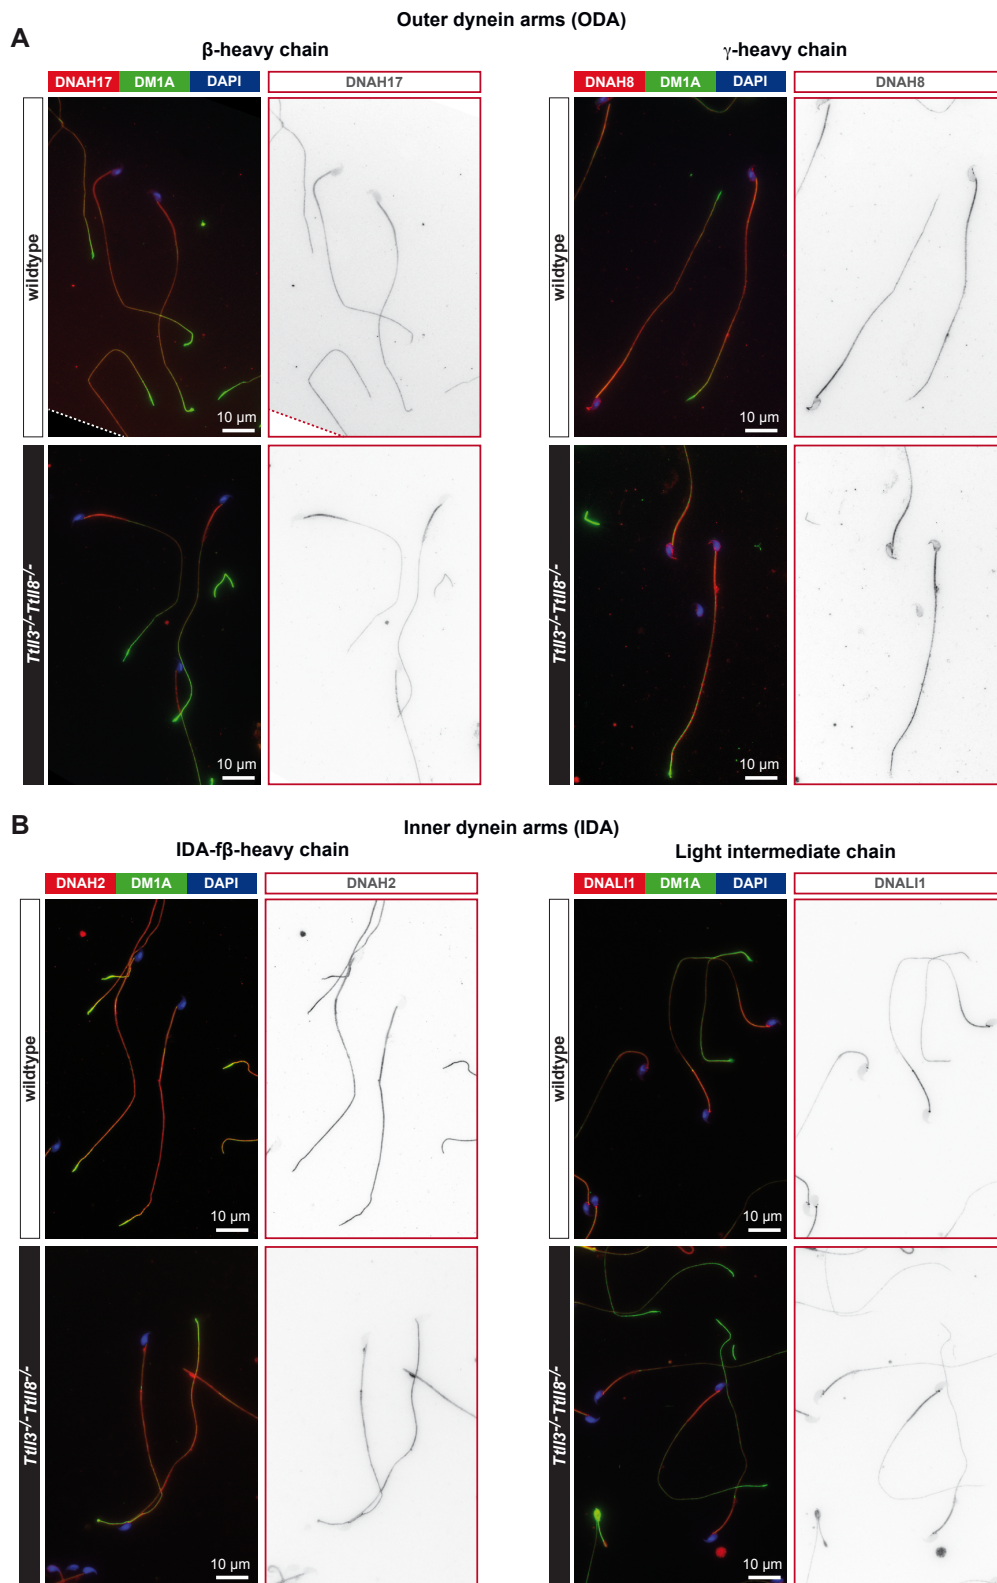 A
Outer dynein arms (ODA)
β-heavy chain
γ-heavy chain
DNAH17 DM1A DAPI
DNAH17
DNAH8 DM1A DAPI
DNAH8
wildtype
10 µm
wildtype
10 µm
Ttll3-/-Ttll8-/-
10 µm
Ttll3-/-Ttll8-/-
10 µm
B
Inner dynein arms (IDA)
IDA-fβ-heavy chain
Light intermediate chain
DNAH2 DM1A DAPI
DNAH2
DNALI1 DM1A DAPI
DNALI1
wildtype
10 µm
wildtype
10 µm
Ttll3-/-Ttll8-/-
10 µm
Ttll3-/-Ttll8-/-
10 µm